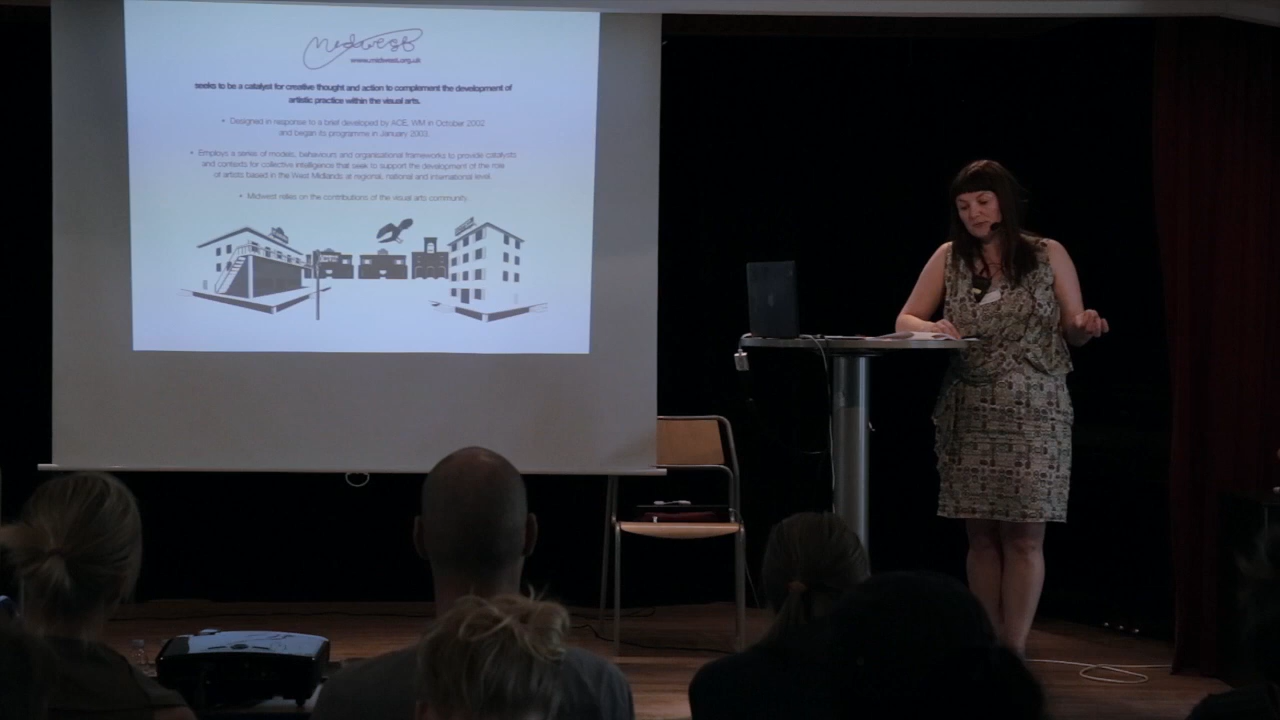 Midwest
www.midwest.org.uk
seeks to be a catalyst for creative thought and action to complement the development of
artistic practice within the visual arts.
• Designed in response to a brief developed by ACE, WM in October 2002
and began its programme in January 2003.
• Employs a series of models, behaviours and organisational frameworks to provide catalysts
and contexts for collective intelligence that seek to support the development of the role
of artists based in the West Midlands at regional, national and international level.
• Midwest relies on the contributions of the visual arts community.